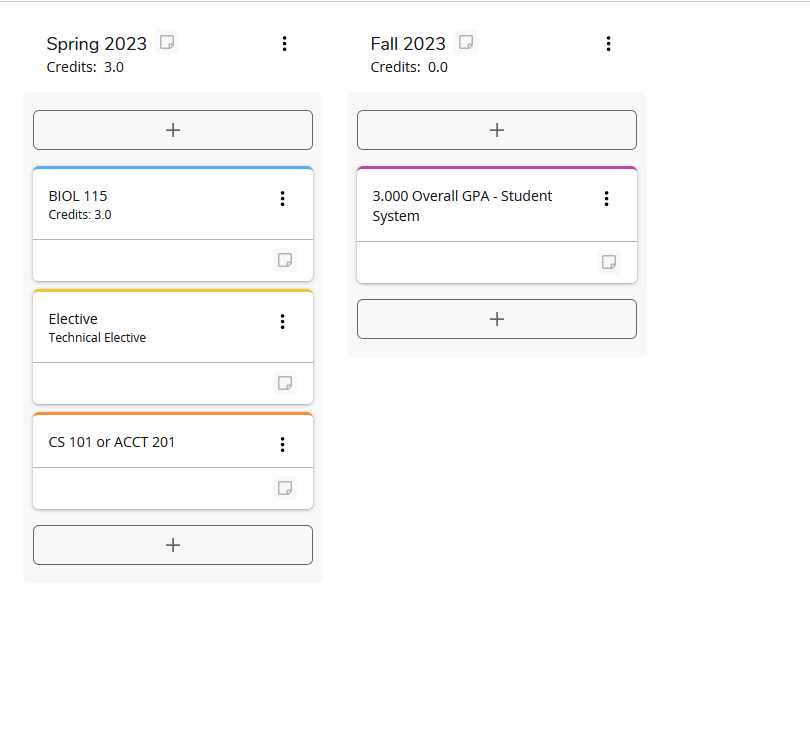 Spring 2023
Credits: 3.0
BIOL 115
Credits: 3.0
Elective
Technical Elective
CS 101 or ACCT 201
Fall 2023
Credits: 0.0
3.000 Overall GPA - Student
System